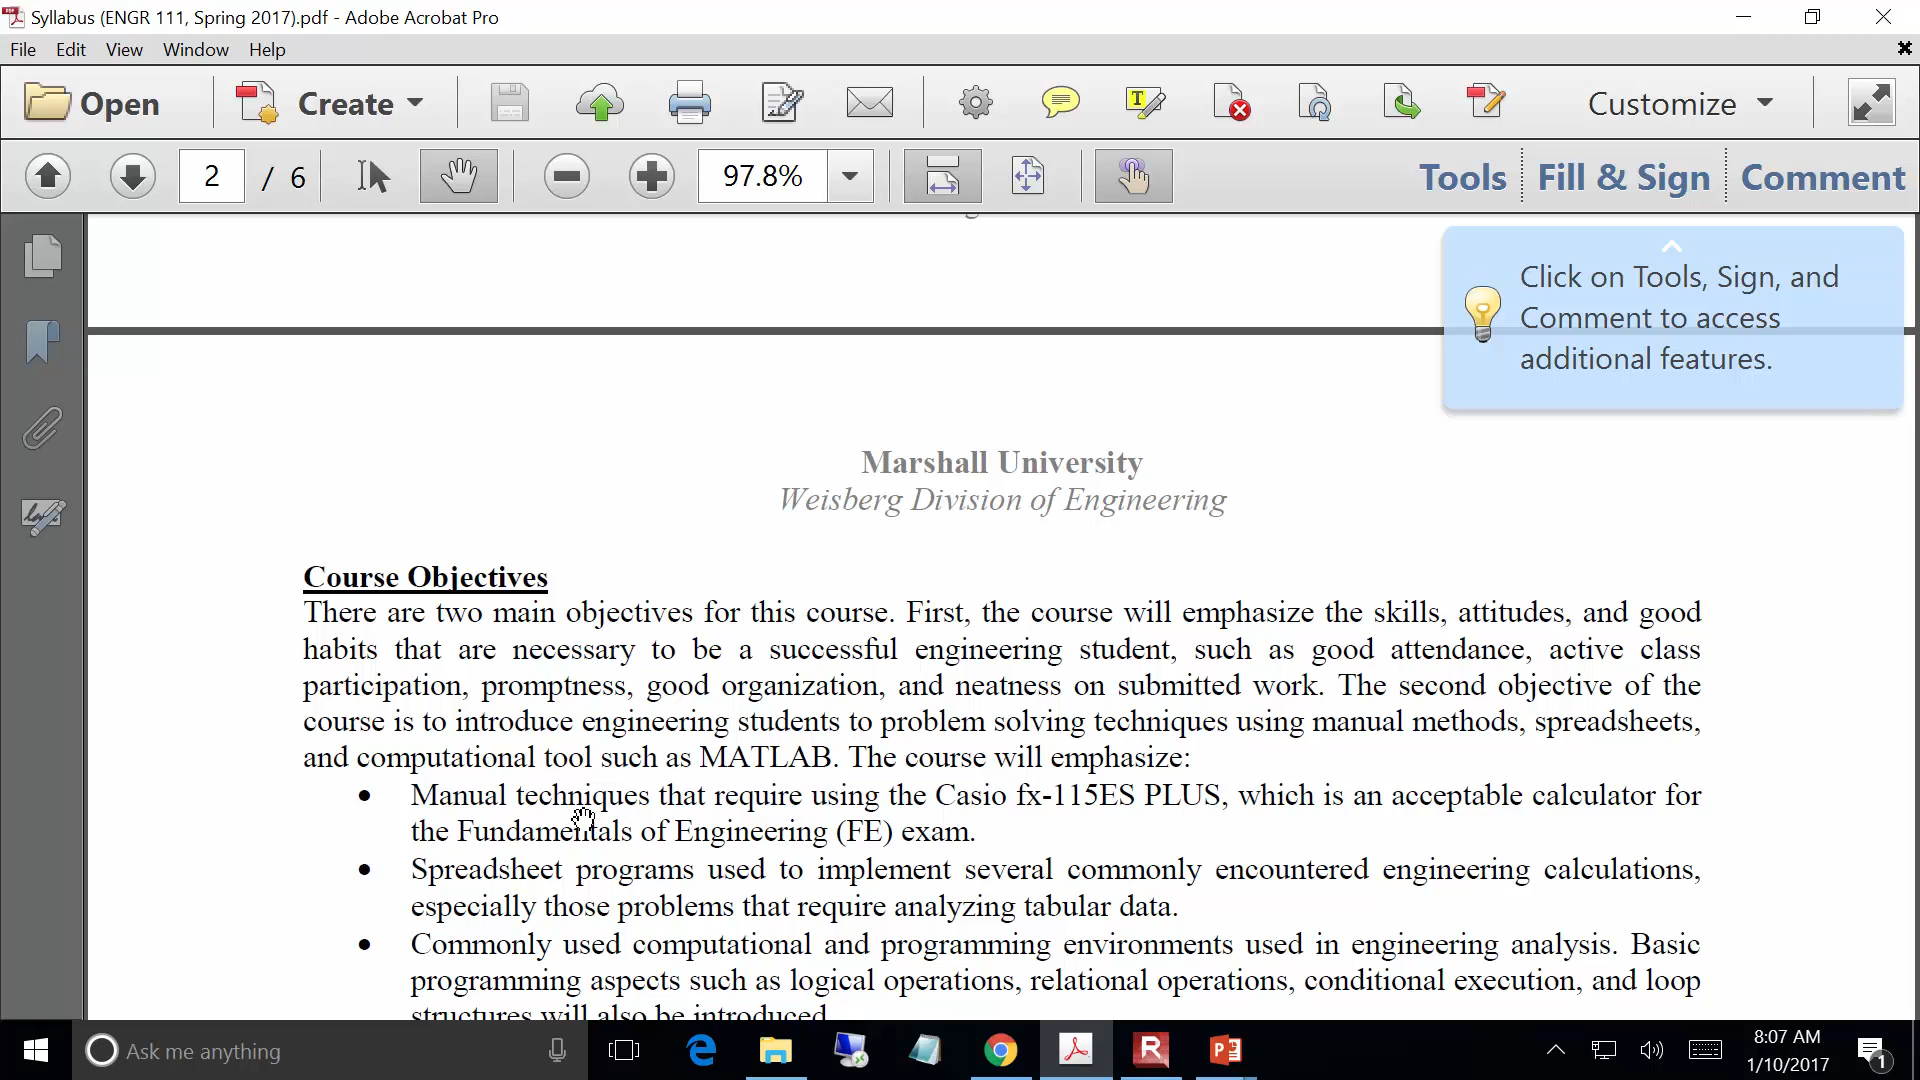 Syllabus (ENGR 111, Spring 2017).pdf - Adobe Acrobat Pro
File Edit View Window Help
Open Create Customize
2 / 6 97.8% Tools Fill & Sign Comment
Click on Tools, Sign, and
Comment to access
additional features.
Marshall University
Weisberg Division of Engineering
Course Objectives
There are two main objectives for this course. First, the course will emphasize the skills, attitudes, and good
habits that are necessary to be a successful engineering student, such as good attendance, active class
participation, promptness, good organization, and neatness on submitted work. The second objective of the
course is to introduce engineering students to problem solving techniques using manual methods, spreadsheets,
and computational tool such as MATLAB. The course will emphasize:
• Manual techniques that require using the Casio fx-115ES PLUS, which is an acceptable calculator for
the Fundamentals of Engineering (FE) exam.
• Spreadsheet programs used to implement several commonly encountered engineering calculations,
especially those problems that require analyzing tabular data.
• Commonly used computational and programming environments used in engineering analysis. Basic
programming aspects such as logical operations, relational operations, conditional execution, and loop
structures will also be introduced
Ask me anything
8:07 AM
1/10/2017
1